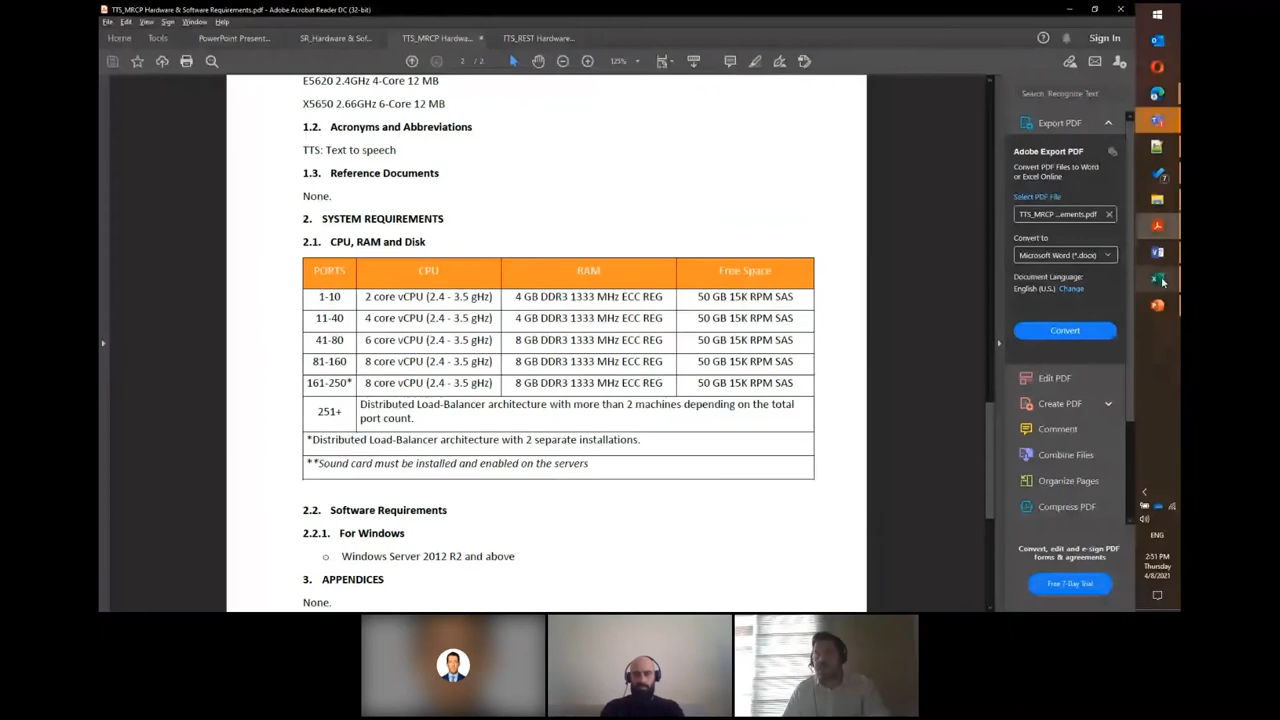 TTS_MRCP Hardware & Software Requirements.pdf - Adobe Acrobat Reader DC (32-bit)
File Edit View Sign Window Help
Home Tools PowerPoint Present... SR_Hardware & Sof... TTS_MRCP Hardwa... TTS_REST Hardware... Sign In
2 / 2 125%
E5620 2.4GHz 4-Core 12 MB
X5650 2.66GHz 6-Core 12 MB
1.2. Acronyms and Abbreviations
TTS: Text to speech
1.3. Reference Documents
None.
2. SYSTEM REQUIREMENTS
2.1. CPU, RAM and Disk
PORTS CPU RAM Free Space
1-10 2 core vCPU (2.4 - 3.5 gHz) 4 GB DDR3 1333 MHz ECC REG 50 GB 15K RPM SAS
11-40 4 core vCPU (2.4 - 3.5 gHz) 4 GB DDR3 1333 MHz ECC REG 50 GB 15K RPM SAS
41-80 6 core vCPU (2.4 - 3.5 gHz) 8 GB DDR3 1333 MHz ECC REG 50 GB 15K RPM SAS
81-160 8 core vCPU (2.4 - 3.5 gHz) 8 GB DDR3 1333 MHz ECC REG 50 GB 15K RPM SAS
161-250* 8 core vCPU (2.4 - 3.5 gHz) 8 GB DDR3 1333 MHz ECC REG 50 GB 15K RPM SAS
251+ Distributed Load-Balancer architecture with more than 2 machines depending on the total
port count.
*Distributed Load-Balancer architecture with 2 separate installations.
**Sound card must be installed and enabled on the servers
2.2. Software Requirements
2.2.1. For Windows
o Windows Server 2012 R2 and above
3. APPENDICES
None.
Search 'Recognize Text'
Export PDF
Adobe Export PDF
Convert PDF Files to Word
or Excel Online
Select PDF File
TTS_MRCP ...ements.pdf
Convert to
Microsoft Word (*.docx)
Document Language:
English (U.S.) Change
Convert
Edit PDF
Create PDF
Comment
Combine Files
Organize Pages
Compress PDF
Convert, edit and e-sign PDF
forms & agreements
Free 7-Day Trial
7
ENG
2:51 PM
Thursday
4/8/2021